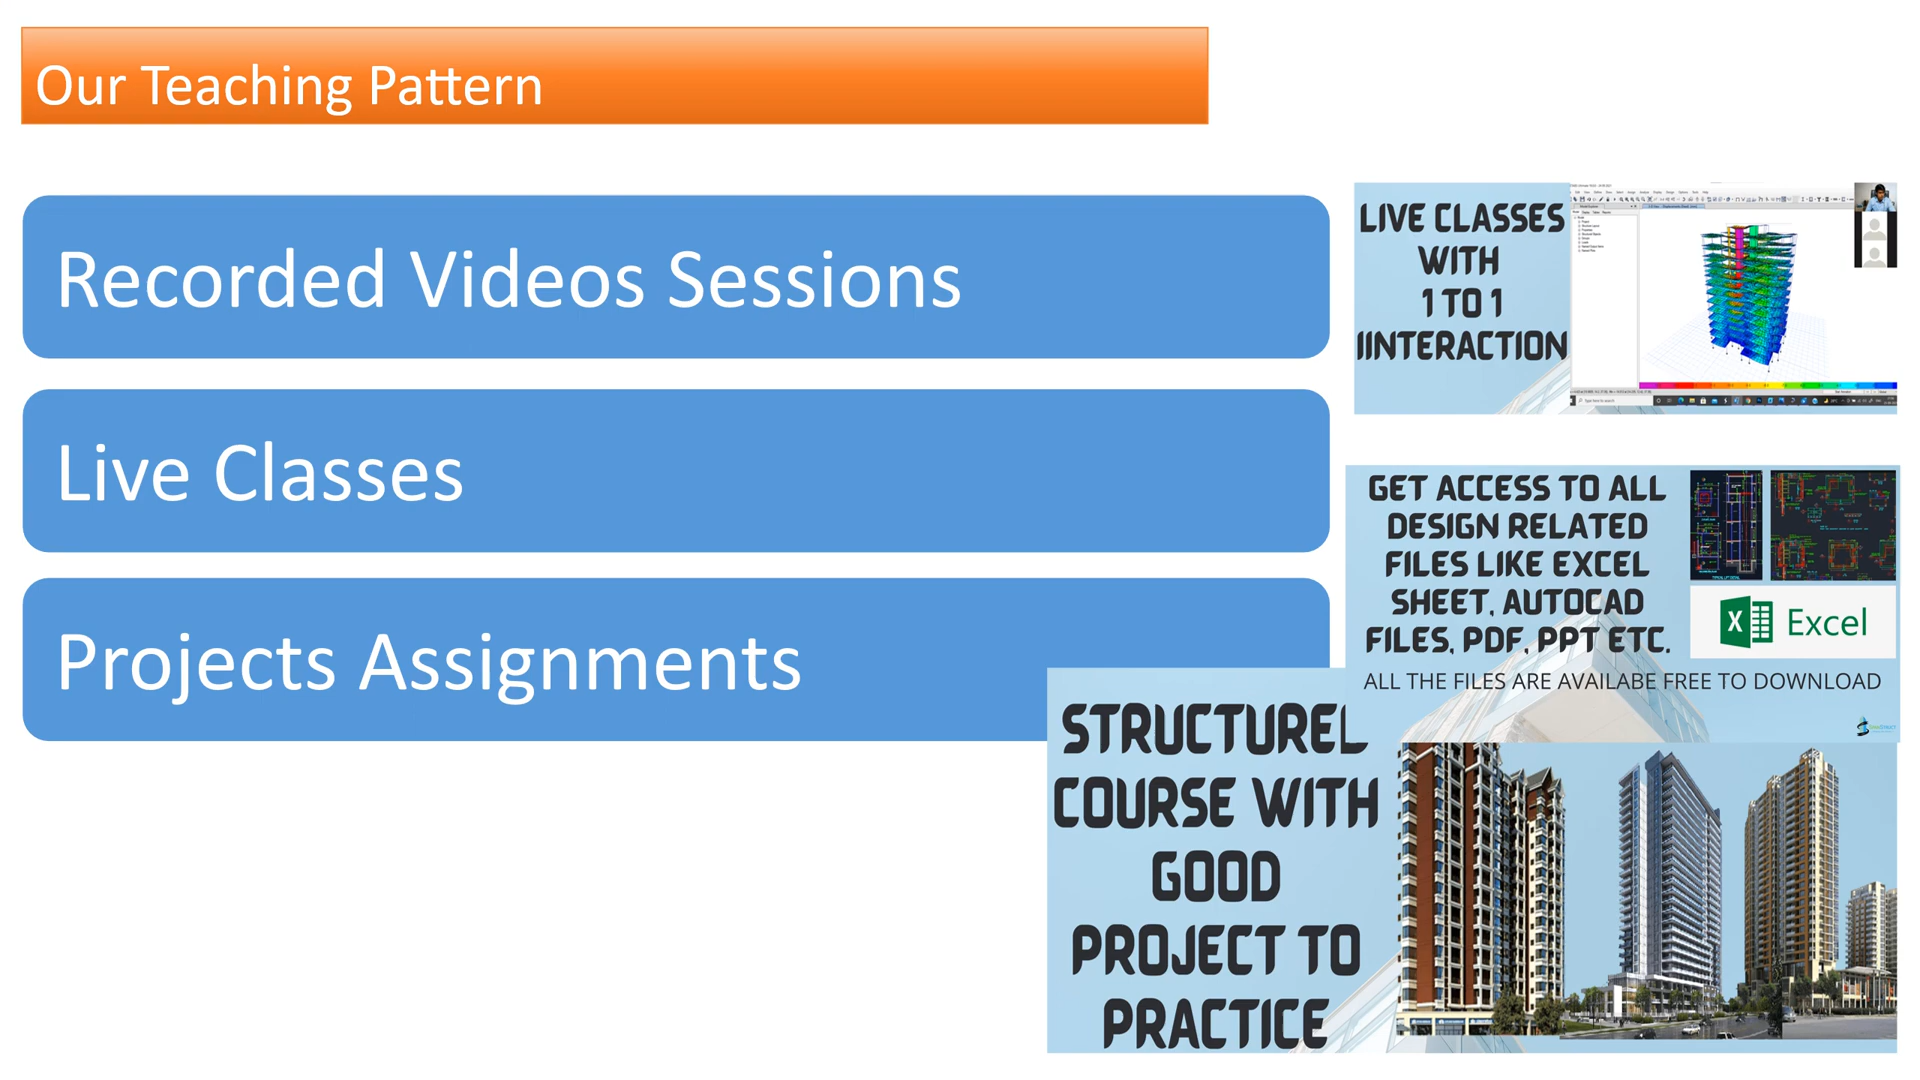 Our Teaching Pattern
Recorded Videos Sessions
Live Classes
Projects Assignments
LIVE CLASSES
WITH
1 TO 1
IINTERACTION
GET ACCESS TO ALL
DESIGN RELATED
FILES LIKE EXCEL
SHEET, AUTOCAD
FILES, PDF, PPT ETC.
Excel
ALL THE FILES ARE AVAILABE FREE TO DOWNLOAD
COURSE WITH
GOOD
PROJECT TO
PRACTICE